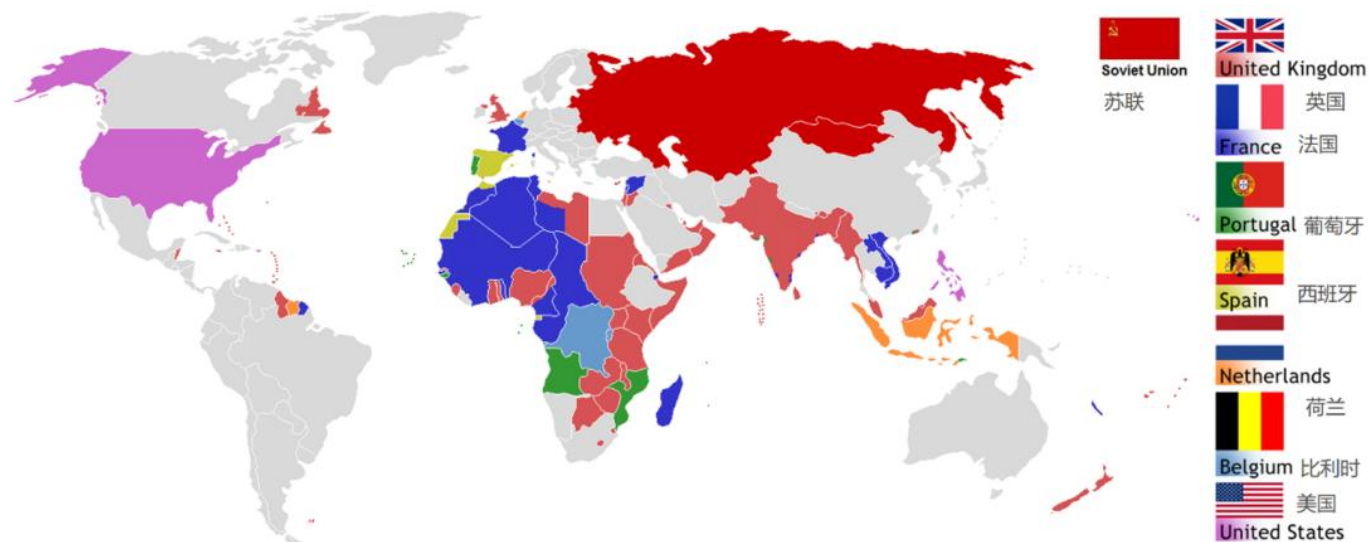 Soviet Union
苏联
United Kingdom
英国
France
法国
Portugal
葡萄牙
Spain
西班牙
Netherlands
荷兰
Belgium
比利时
美国
United States